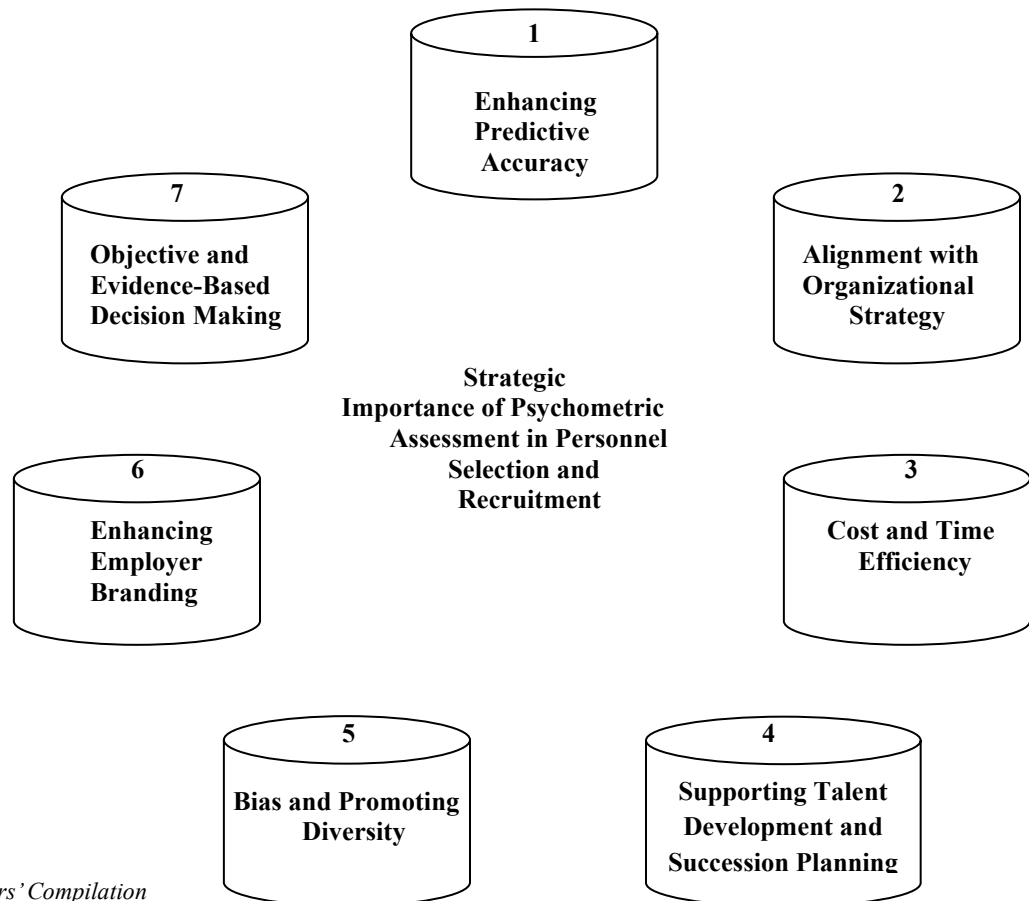 1
Enhancing
Predictive
Accuracy
2
Alignment with
Organizational
Strategy
3
Cost and Time
Efficiency
4
Supporting Talent
Development and
Succession Planning
5
Bias and Promoting
Diversity
6
Enhancing
Employer
Branding
7
Objective and
Evidence-Based
Decision Making
Strategic
Importance of Psychometric
Assessment in Personnel
Selection and
Recruitment
rs’ Compilation